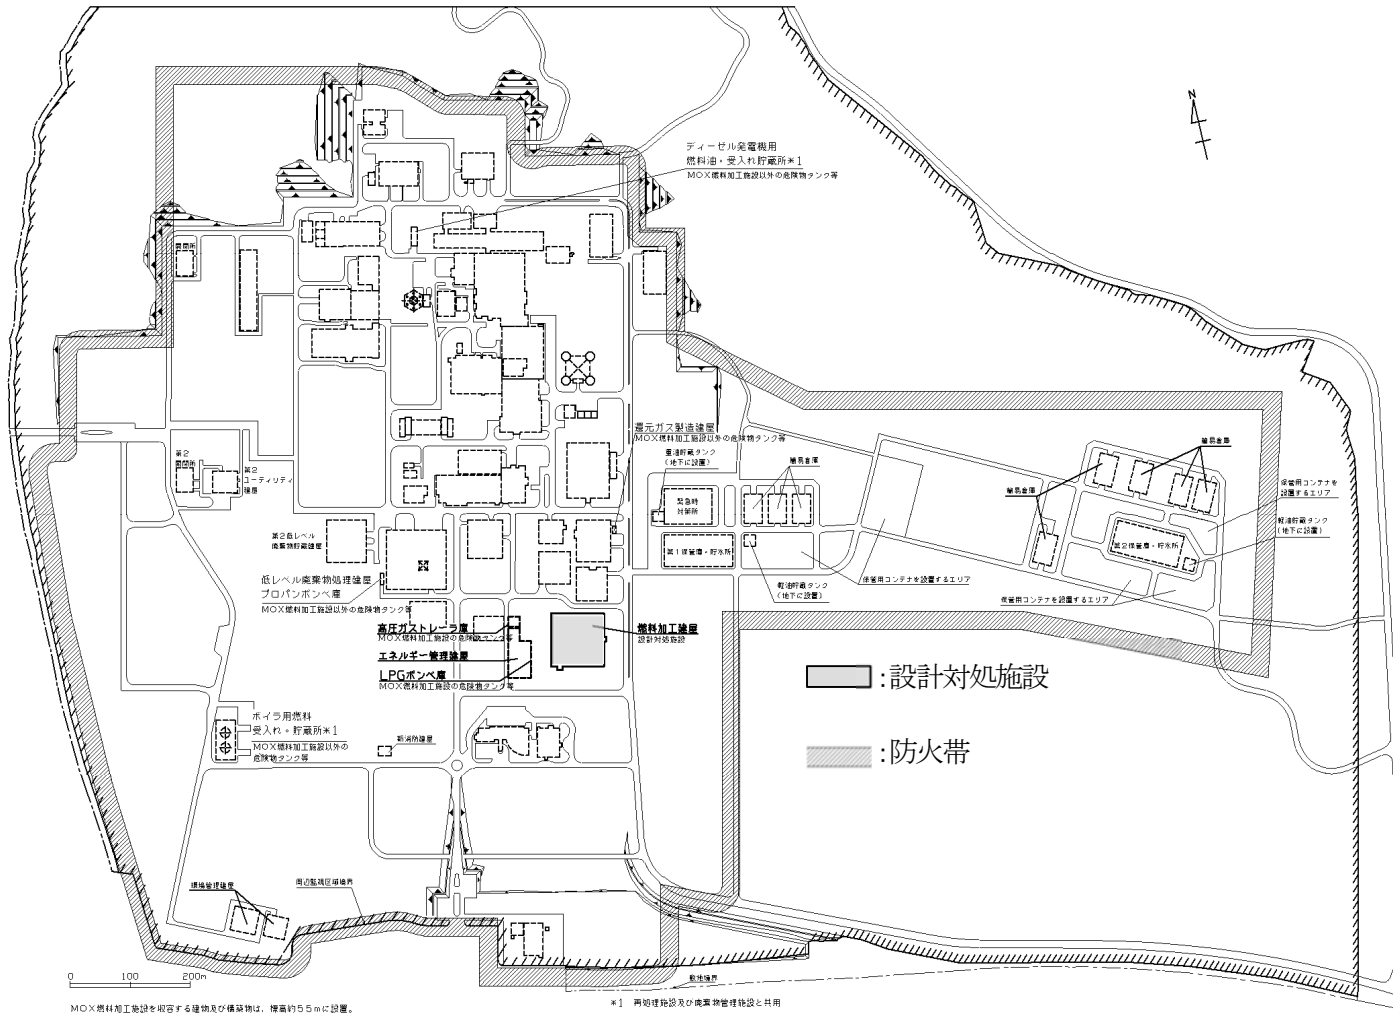 N
ディーゼル発電機用
燃料油・受入れ貯蔵所＊1
MOX燃料加工施設以外の危険物タンク等
開閉所
還元ガス製造建屋
MOX燃料加工施設以外の危険物タンク等
重油貯蔵タンク
（地下に設置）
簡易倉庫
簡易倉庫
簡易倉庫
保管用コンテナを
設置するエリア
軽油貯蔵タンク
（地下に設置）
第2
開閉所
第2
ユーティリティ
建屋
緊急時
対策所
第1保管庫・貯水所
第2保管庫・貯水所
第2低レベル
廃棄物貯蔵建屋
低レベル廃棄物処理建屋
プロパンボンベ庫
MOX燃料加工施設以外の危険物タンク等
軽油貯蔵タンク
（地下に設置）
保管用コンテナを設置するエリア
保管用コンテナを設置するエリア
高圧ガストレーラ庫
MOX燃料加工施設の危険物タンク等
エネルギー管理建屋
LPGボンベ庫
MOX燃料加工施設の危険物タンク等
燃料加工建屋
設計対処施設
：設計対処施設
：防火帯
ボイラ用燃料
受入れ・貯蔵所＊1
MOX燃料加工施設以外の
危険物タンク等
新消防建屋
環境管理建屋
周辺監視区域境界
敷地境界
0 100 200m
MOX燃料加工施設を収容する建物及び構築物は、標高約55mに設置。
＊1 再処理施設及び廃棄物管理施設と共用